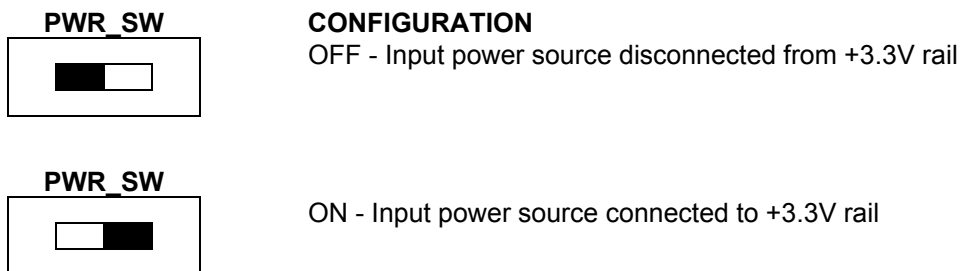 PWR_SW
CONFIGURATION
OFF - Input power source disconnected from +3.3V rail
PWR_SW
ON - Input power source connected to +3.3V rail